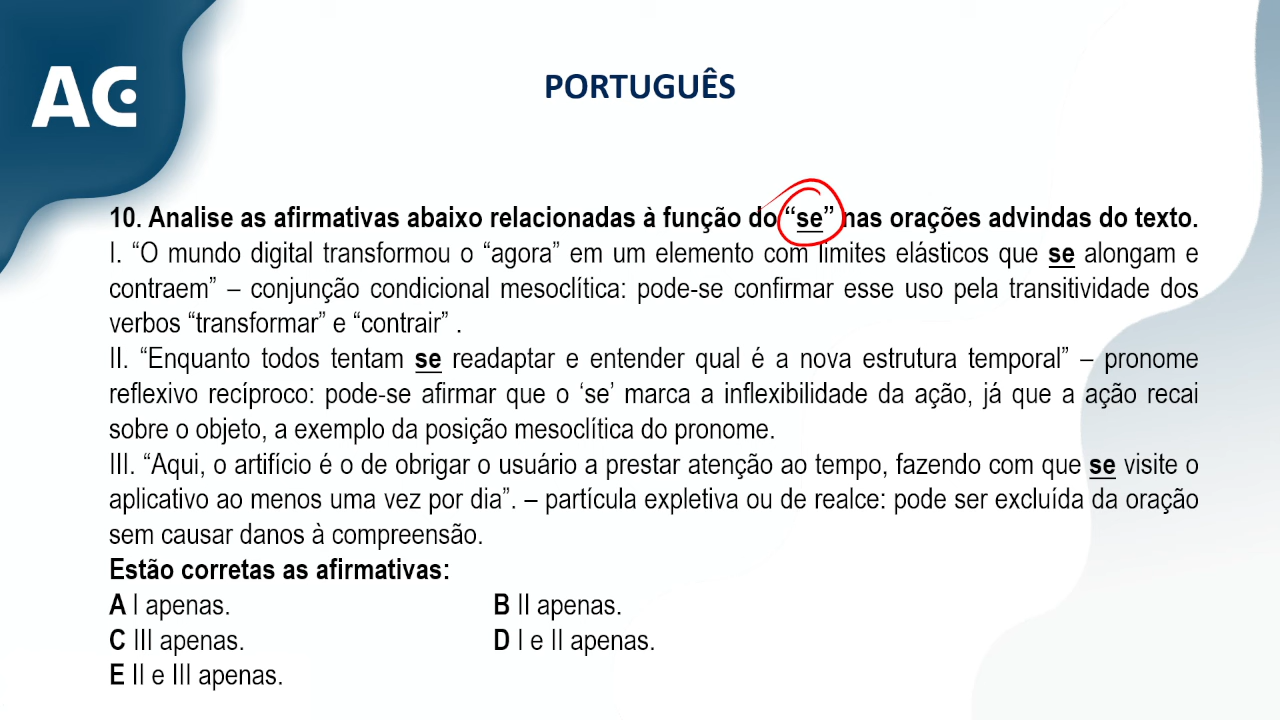 AC
PORTUGUÊS
10. Analise as afirmativas abaixo relacionadas à função do “se” nas orações advindas do texto.
I. “O mundo digital transformou o “agora” em um elemento com limites elásticos que se alongam e
contraem” – conjunção condicional mesoclítica: pode-se confirmar esse uso pela transitividade dos
verbos “transformar” e “contrair” .
II. “Enquanto todos tentam se readaptar e entender qual é a nova estrutura temporal” – pronome
reflexivo recíproco: pode-se afirmar que o ‘se’ marca a inflexibilidade da ação, já que a ação recai
sobre o objeto, a exemplo da posição mesoclítica do pronome.
III. “Aqui, o artifício é o de obrigar o usuário a prestar atenção ao tempo, fazendo com que se visite o
aplicativo ao menos uma vez por dia”. – partícula expletiva ou de realce: pode ser excluída da oração
sem causar danos à compreensão.
Estão corretas as afirmativas:
A I apenas. B II apenas.
C III apenas. D I e II apenas.
E II e III apenas.